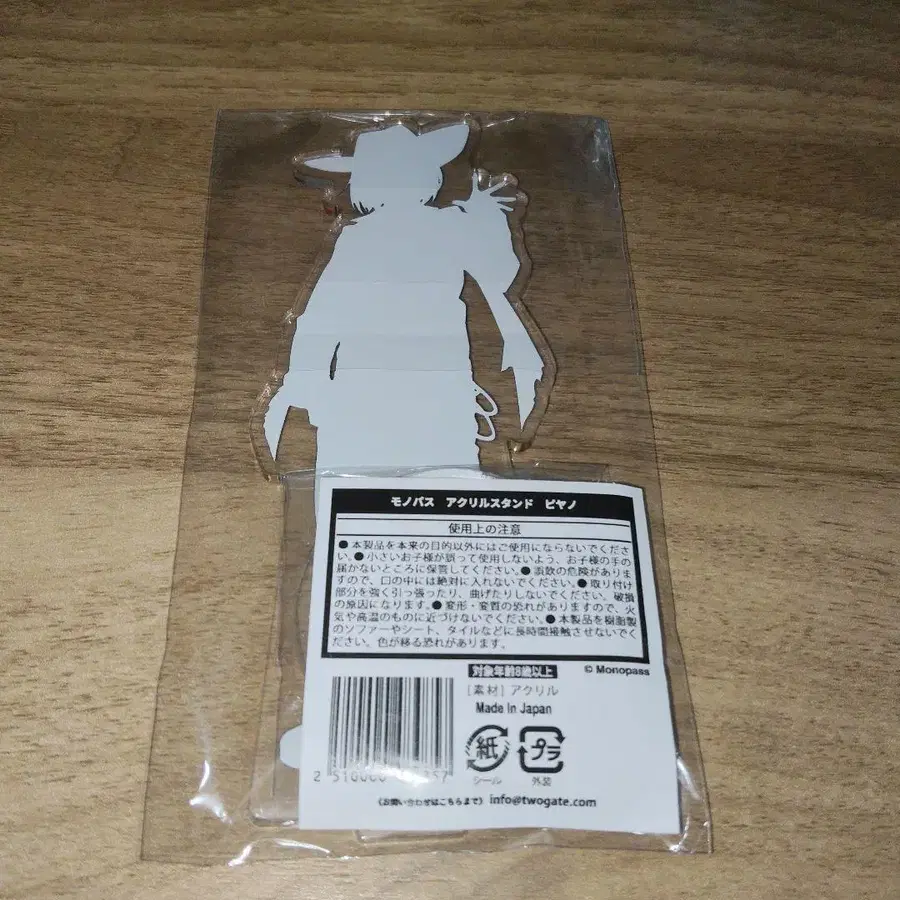 モノパス アクリルスタンド ピヤノ
使用上の注意
● 本製品を本来の目的以外にはご使用にならないでくださ
い。● 小さいお子様が誤って使用しないよう、お子様の手の
届かないところに保管してください。● 誤飲の危険がありま
すので、口の中には絶対に入れないでください。● 取り付け
部分を強く引っ張ったり、曲げたりしないでください。破損
の原因になります。● 変形・変質の恐れがありますので、火
気や高温のものに近づけないでください。● 本製品を樹脂製
のソファーやシート、タイルなどに長時間接触させないでく
ださい。色が移る恐れがあります。
対象年齢8歳以上
© Monopass
[素材] アクリル
Made in Japan
紙
プラ
シール
外装
《お問い合わせはこちらまで》 info@twogate.com